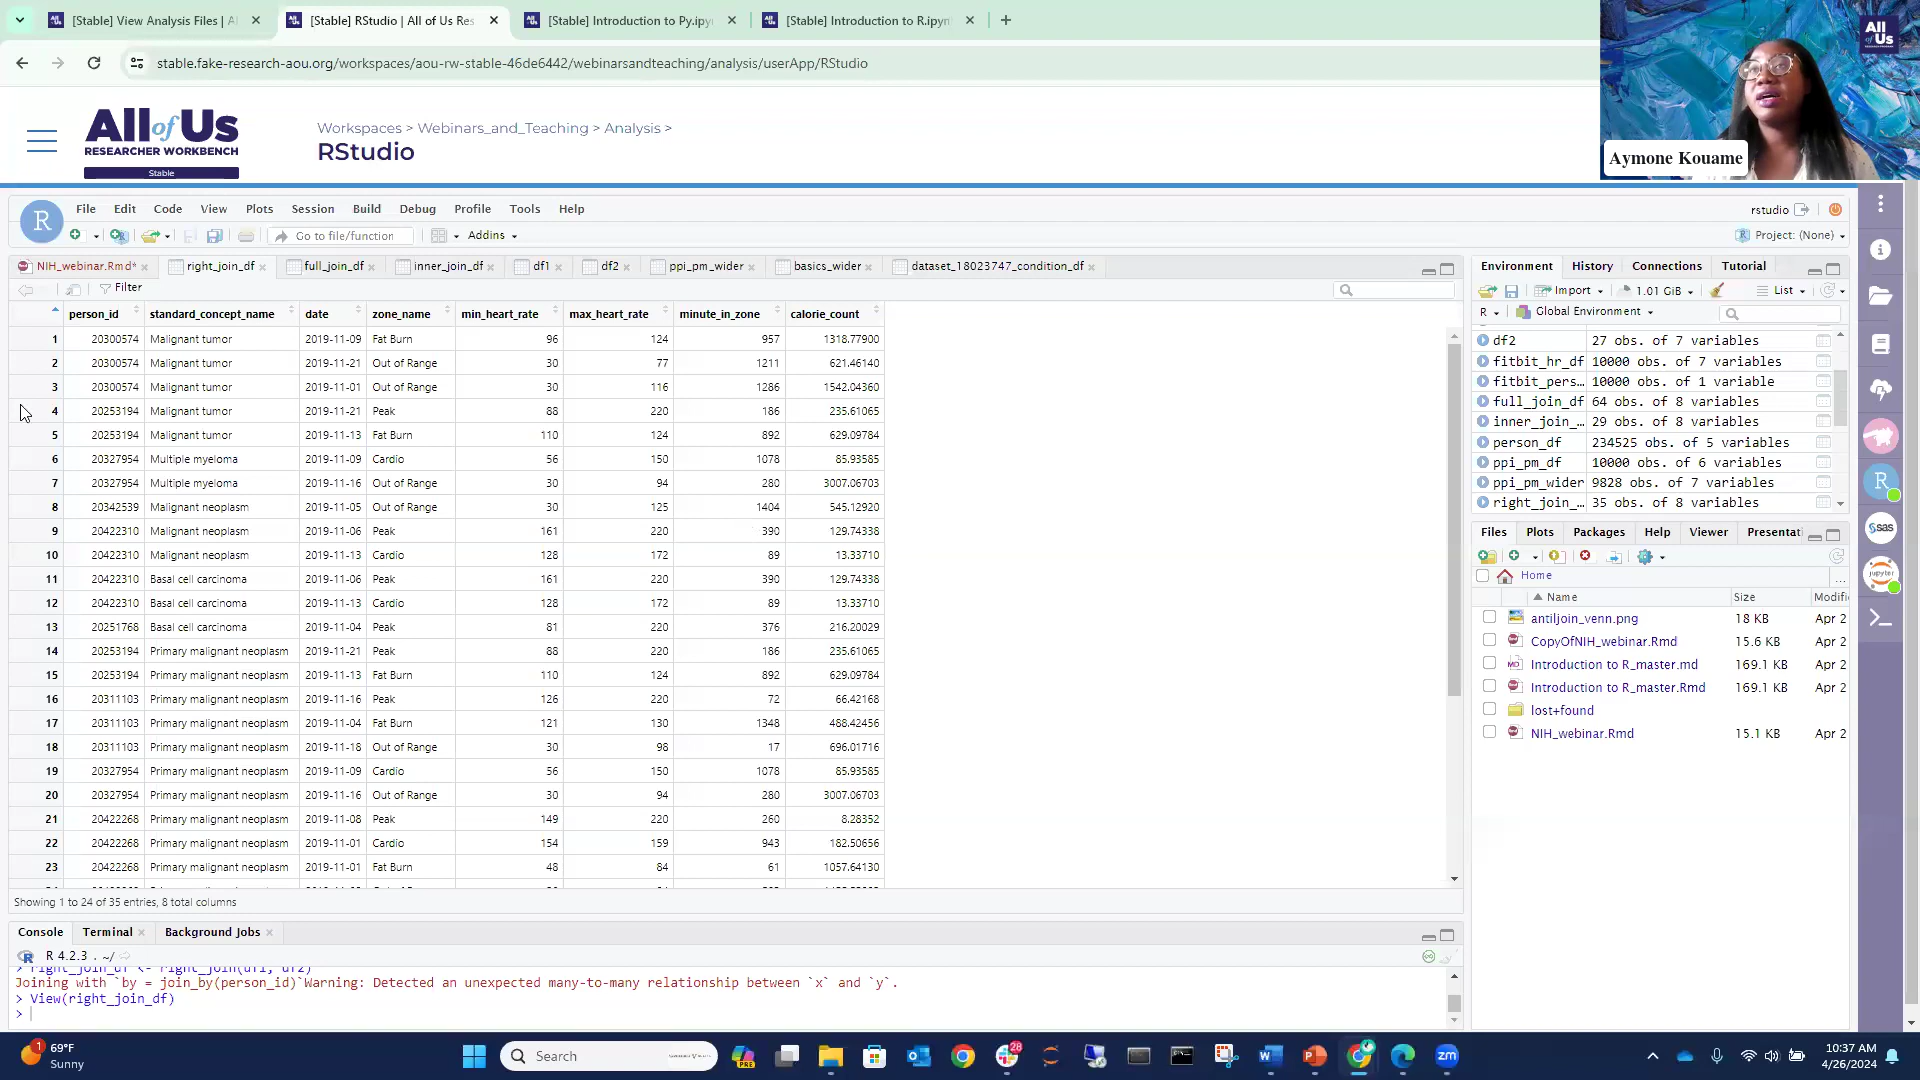 [Stable] View Analysis Files | Al
[Stable] RStudio | All of Us Res
[Stable] Introduction to Py.ipyn
[Stable] Introduction to R.ipyn
stable.fake-research-aou.org/workspaces/aou-rw-stable-46de6442/webinarsandteaching/analysis/userApp/RStudio
All of Us
Aymone Kouame
All of Us
RESEARCHER WORKBENCH
Stable
Workspaces > Webinars_and_Teaching > Analysis >
RStudio
File Edit Code View Plots Session Build Debug Profile Tools Help
rstudio
Go to file/function Addins
Project: (None)
NIH_webinar.Rmd* right_join_df full_join_df inner_join_df df1 df2 ppi_pm_wider basics_wider dataset_18023747_condition_df
Filter
person_id standard_concept_name date zone_name min_heart_rate max_heart_rate minute_in_zone calorie_count
1 20300574 Malignant tumor 2019-11-09 Fat Burn 96 124 957 1318.77900
2 20300574 Malignant tumor 2019-11-21 Out of Range 30 77 1211 621.46140
3 20300574 Malignant tumor 2019-11-01 Out of Range 30 116 1286 1542.04360
4 20253194 Malignant tumor 2019-11-21 Peak 88 220 186 235.61065
5 20253194 Malignant tumor 2019-11-13 Fat Burn 110 124 892 629.09784
6 20327954 Multiple myeloma 2019-11-09 Cardio 56 150 1078 85.93585
7 20327954 Multiple myeloma 2019-11-16 Out of Range 30 94 280 3007.06703
8 20342539 Malignant neoplasm 2019-11-05 Out of Range 30 125 1404 545.12920
9 20422310 Malignant neoplasm 2019-11-06 Peak 161 220 390 129.74338
10 20422310 Malignant neoplasm 2019-11-13 Cardio 128 172 89 13.33710
11 20422310 Basal cell carcinoma 2019-11-06 Peak 161 220 390 129.74338
12 20422310 Basal cell carcinoma 2019-11-13 Cardio 128 172 89 13.33710
13 20251768 Basal cell carcinoma 2019-11-04 Peak 81 220 376 216.20029
14 20253194 Primary malignant neoplasm 2019-11-21 Peak 88 220 186 235.61065
15 20253194 Primary malignant neoplasm 2019-11-13 Fat Burn 110 124 892 629.09784
16 20311103 Primary malignant neoplasm 2019-11-16 Peak 126 220 72 66.42168
17 20311103 Primary malignant neoplasm 2019-11-04 Fat Burn 121 130 1348 488.42456
18 20311103 Primary malignant neoplasm 2019-11-18 Out of Range 30 98 17 696.01716
19 20327954 Primary malignant neoplasm 2019-11-09 Cardio 56 150 1078 85.93585
20 20327954 Primary malignant neoplasm 2019-11-16 Out of Range 30 94 280 3007.06703
21 20422268 Primary malignant neoplasm 2019-11-08 Peak 149 220 260 8.28352
22 20422268 Primary malignant neoplasm 2019-11-01 Cardio 154 159 943 182.50656
23 20422268 Primary malignant neoplasm 2019-11-01 Fat Burn 48 84 61 1057.64130
Showing 1 to 24 of 35 entries, 8 total columns
Console Terminal Background Jobs
R 4.2.3 . ~/
> right_join_df <- right_join(df1, df2)
Joining with `by = join_by(person_id)`Warning: Detected an unexpected many-to-many relationship between `x` and `y`.
> View(right_join_df)
>
Environment History Connections Tutorial
Import 1.01 GiB List
R Global Environment
df2 27 obs. of 7 variables
fitbit_hr_df 10000 obs. of 7 variables
fitbit_pers… 10000 obs. of 1 variable
full_join_df 64 obs. of 8 variables
inner_join_… 29 obs. of 8 variables
person_df 234525 obs. of 5 variables
ppi_pm_df 10000 obs. of 6 variables
ppi_pm_wider 9828 obs. of 7 variables
right_join_… 35 obs. of 8 variables
Files Plots Packages Help Viewer Presentati
Home ...
Name Size Modifi
antiljoin_venn.png 18 KB Apr 2
CopyOfNIH_webinar.Rmd 15.6 KB Apr 2
Introduction to R_master.md 169.1 KB Apr 2
Introduction to R_master.Rmd 169.1 KB Apr 2
lost+found
NIH_webinar.Rmd 15.1 KB Apr 2
R
sas
jupyter
1
69°F
Sunny
Search
PRE
28
zm
10:37 AM
4/26/2024